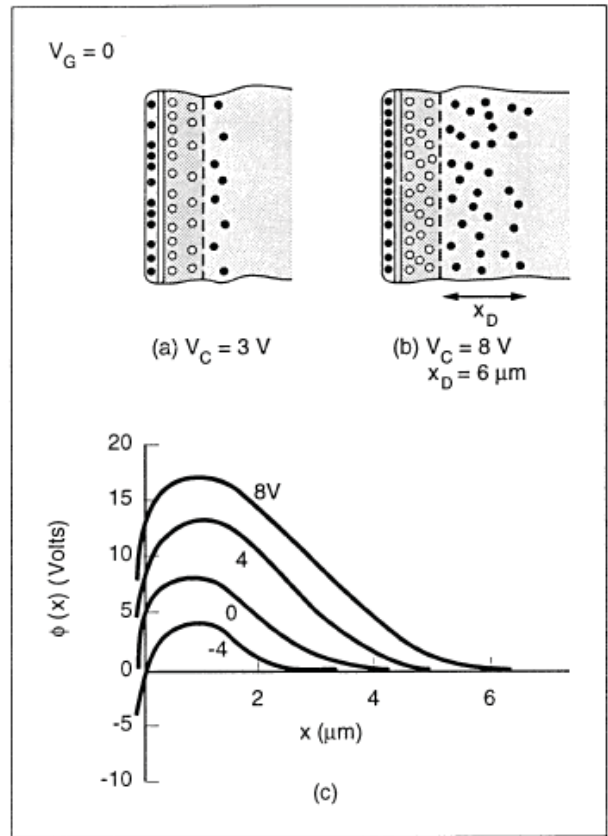 V_G = 0
x_D
(a) V_C = 3 V
(b) V_C = 8 V
x_D = 6 μm
20
15
10
5
0
-5
-10
ϕ (x) (Volts)
8V
4
0
-4
2
4
6
x (μm)
(c)